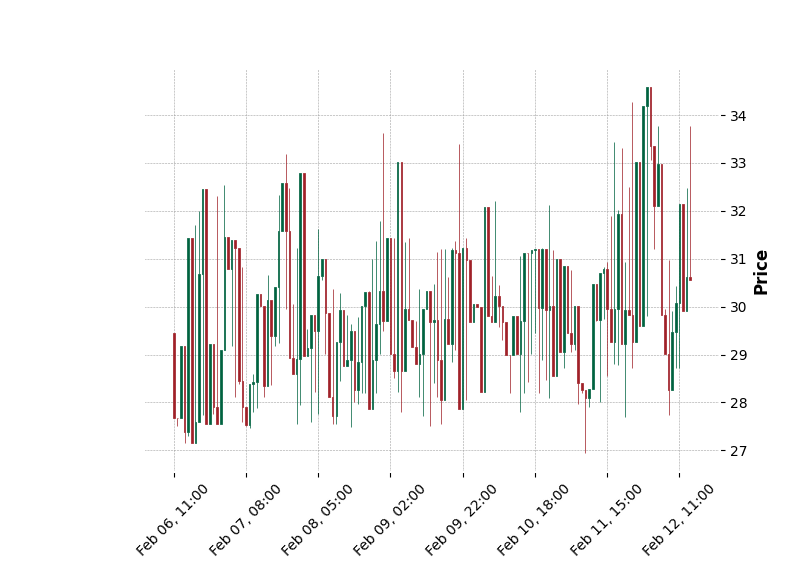 34
33
32
31
30
29
28
27
Price
Feb 06, 11:00
Feb 07, 08:00
Feb 08, 05:00
Feb 09, 02:00
Feb 09, 22:00
Feb 10, 18:00
Feb 11, 15:00
Feb 12, 11:00